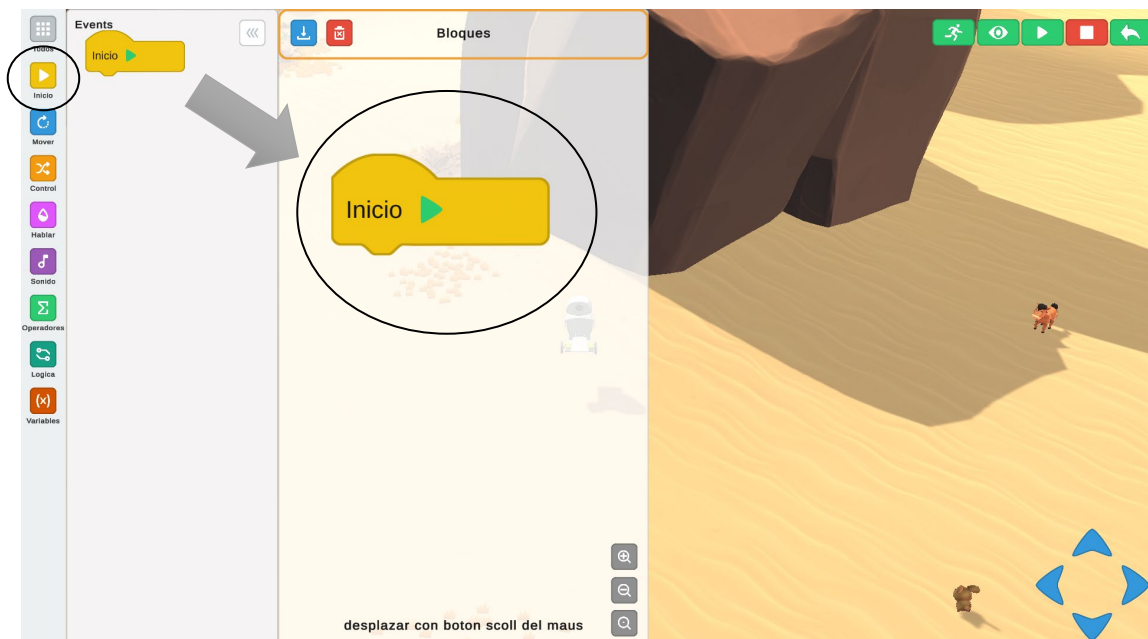 Todos
Inicio
Mover
Control
Hablar
Sonido
Operadores
Logica
(x)
Variables
Events
Inicio
Bloques
Inicio
desplazar con boton scoll del maus